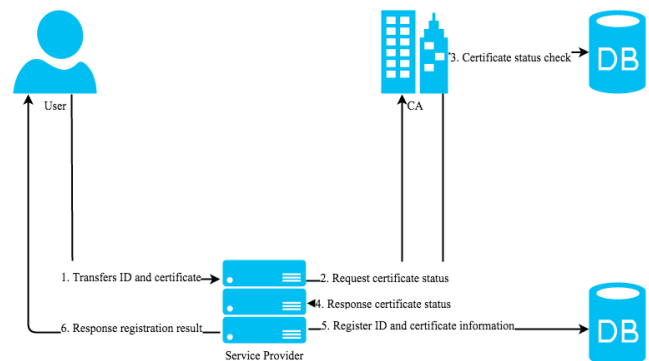 DB
3. Certificate status check
User
CA
1. Transfers ID and certificate
2. Request certificate status
4. Response certificate status
6. Response registration result
5. Register ID and certificate information
DB
Service Provider